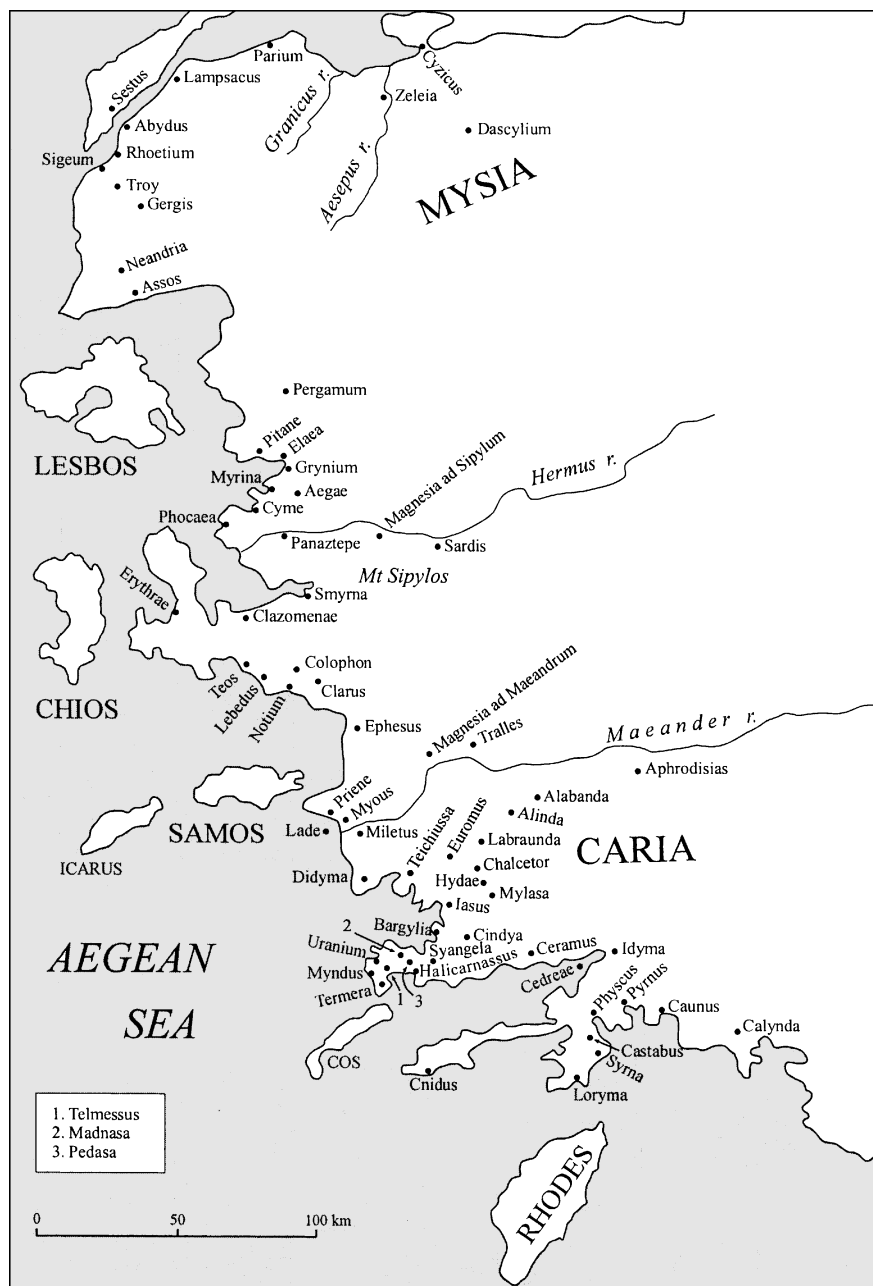 Parium
Cyzicus
Lampsacus
Sestus
Granicus r.
Zeleia
Abydus
Dascylium
Rhoetium
Sigeum
Aesepus r.
MYSIA
Troy
Gergis
Neandria
Assos
Pergamum
Pitane
Elaea
LESBOS
Grynium
Myrina
Magnesia ad Sipylum
Hermus r.
Aegae
Cyme
Phocaea
Panaztepe
Sardis
Mt Sipylos
Erythrae
Smyrna
Clazomenae
Colophon
Teos
Lebedus
Notium
Clarus
CHIOS
Ephesus
Magnesia ad Maeandrum
Tralles
Maeander r.
Aphrodisias
Priene
Myous
Alabanda
Alinda
SAMOS
Lade
Miletus
Teichiussa
Euromus
Labraunda
CARIA
ICARUS
Chalcetor
Didyma
Hydae
Mylasa
Iasus
2
Bargylia
Cindya
Uranium
Syangela
Ceramus
Idyma
AEGEAN
SEA
Myndus
Halicarnassus
Cedreae
Termera
1
3
Physcus
Pyrnus
Caunus
Calynda
COS
Cnidus
Castabus
Syrna
Loryma
1. Telmessus
2. Madnasa
3. Pedasa
RHODES
0
50
100 km